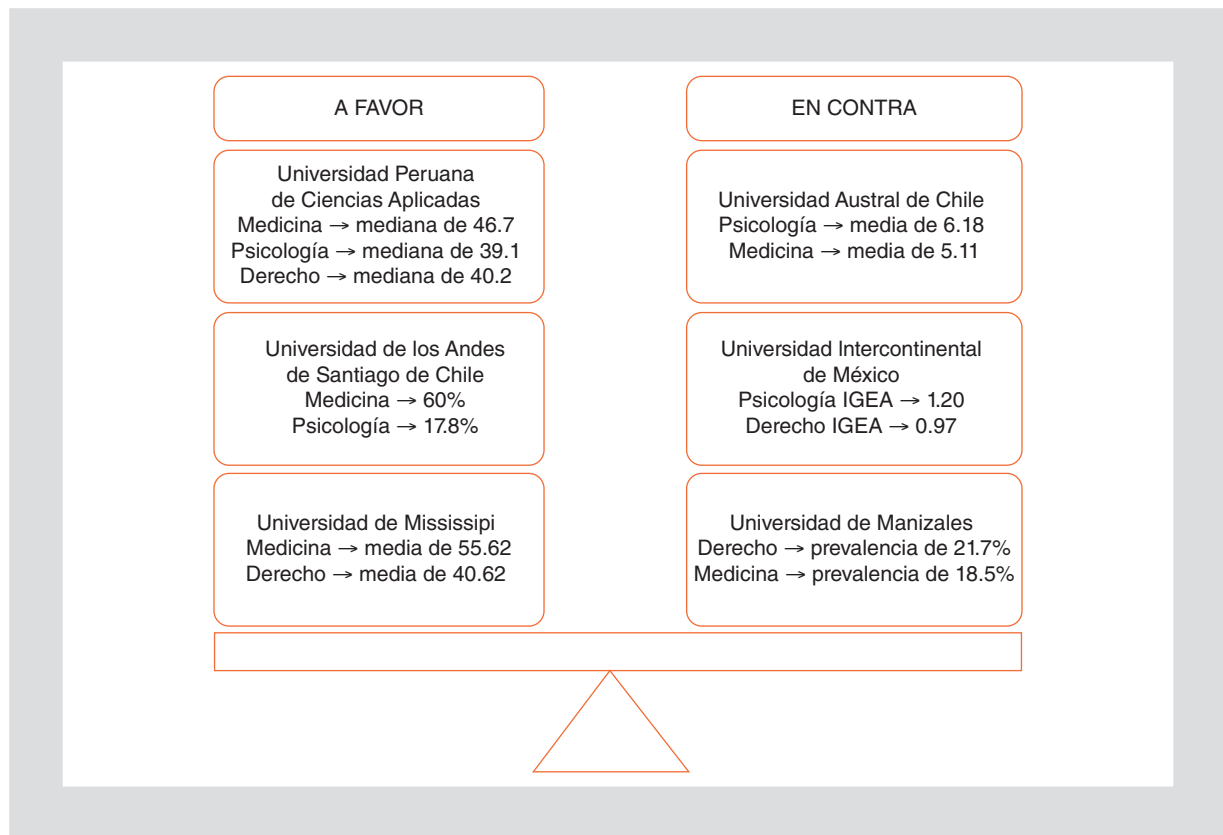 A FAVOR
Universidad Peruana
de Ciencias Aplicadas
Medicina → mediana de 46.7
Psicología → mediana de 39.1
Derecho → mediana de 40.2
Universidad de los Andes
de Santiago de Chile
Medicina → 60%
Psicología → 17.8%
Universidad de Mississipi
Medicina → media de 55.62
Derecho → media de 40.62
EN CONTRA
Universidad Austral de Chile
Psicología → media de 6.18
Medicina → media de 5.11
Universidad Intercontinental
de México
Psicología IGEA → 1.20
Derecho IGEA → 0.97
Universidad de Manizales
Derecho → prevalencia de 21.7%
Medicina → prevalencia de 18.5%